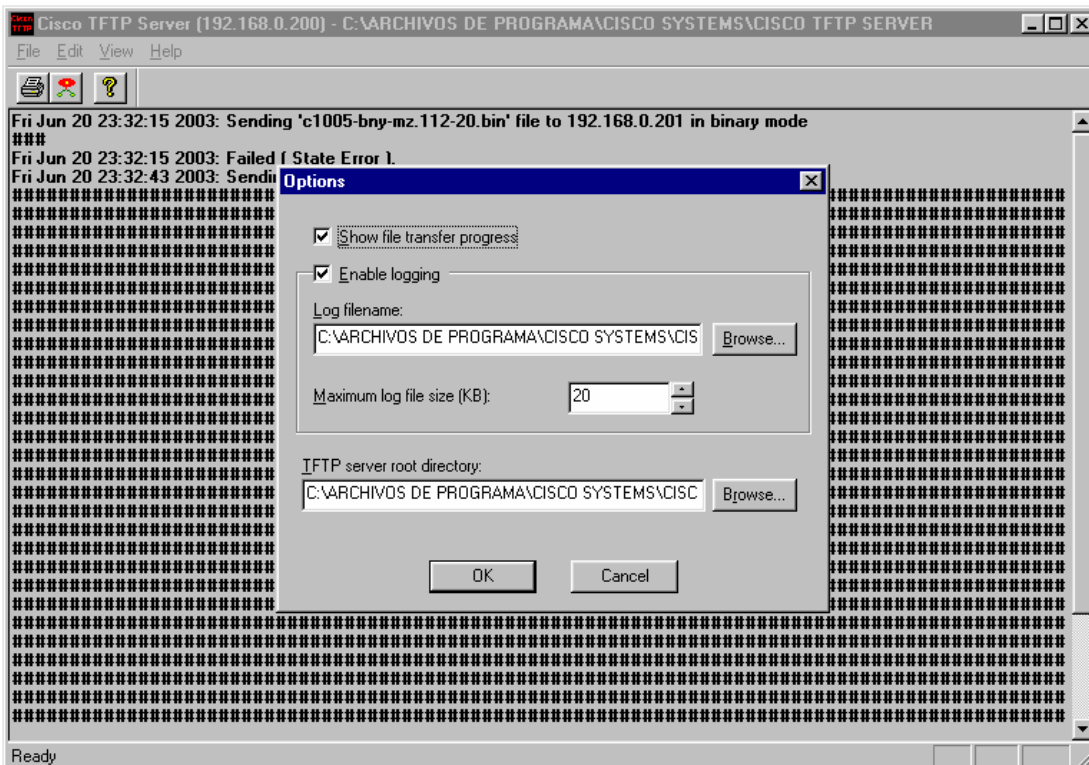 Cisco TFTP Server (192.168.0.200) - C:\ARCHIVOS DE PROGRAMA\CISCO SYSTEMS\CISCO TFTP SERVER
File Edit View Help
Fri Jun 20 23:32:15 2003: Sending 'c1005-bny-mz.112-20.bin' file to 192.168.0.201 in binary mode
###
Fri Jun 20 23:32:15 2003: Failed ( State Error ).
Fri Jun 20 23:32:43 2003: Sendi
Options
Show file transfer progress
Enable logging
Log filename:
C:\ARCHIVOS DE PROGRAMA\CISCO SYSTEMS\CIS
Browse...
Maximum log file size (KB):
20
TFTP server root directory:
C:\ARCHIVOS DE PROGRAMA\CISCO SYSTEMS\CISC
Browse...
OK
Cancel
Ready